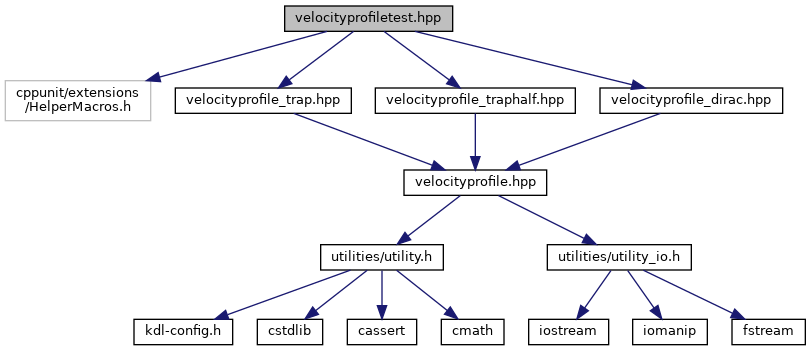 velocityprofiletest.hpp
cppunit/extensions
/HelperMacros.h
velocityprofile_trap.hpp
velocityprofile_traphalf.hpp
velocityprofile_dirac.hpp
velocityprofile.hpp
utilities/utility.h
utilities/utility_io.h
kdl-config.h
cstdlib
cassert
cmath
iostream
iomanip
fstream